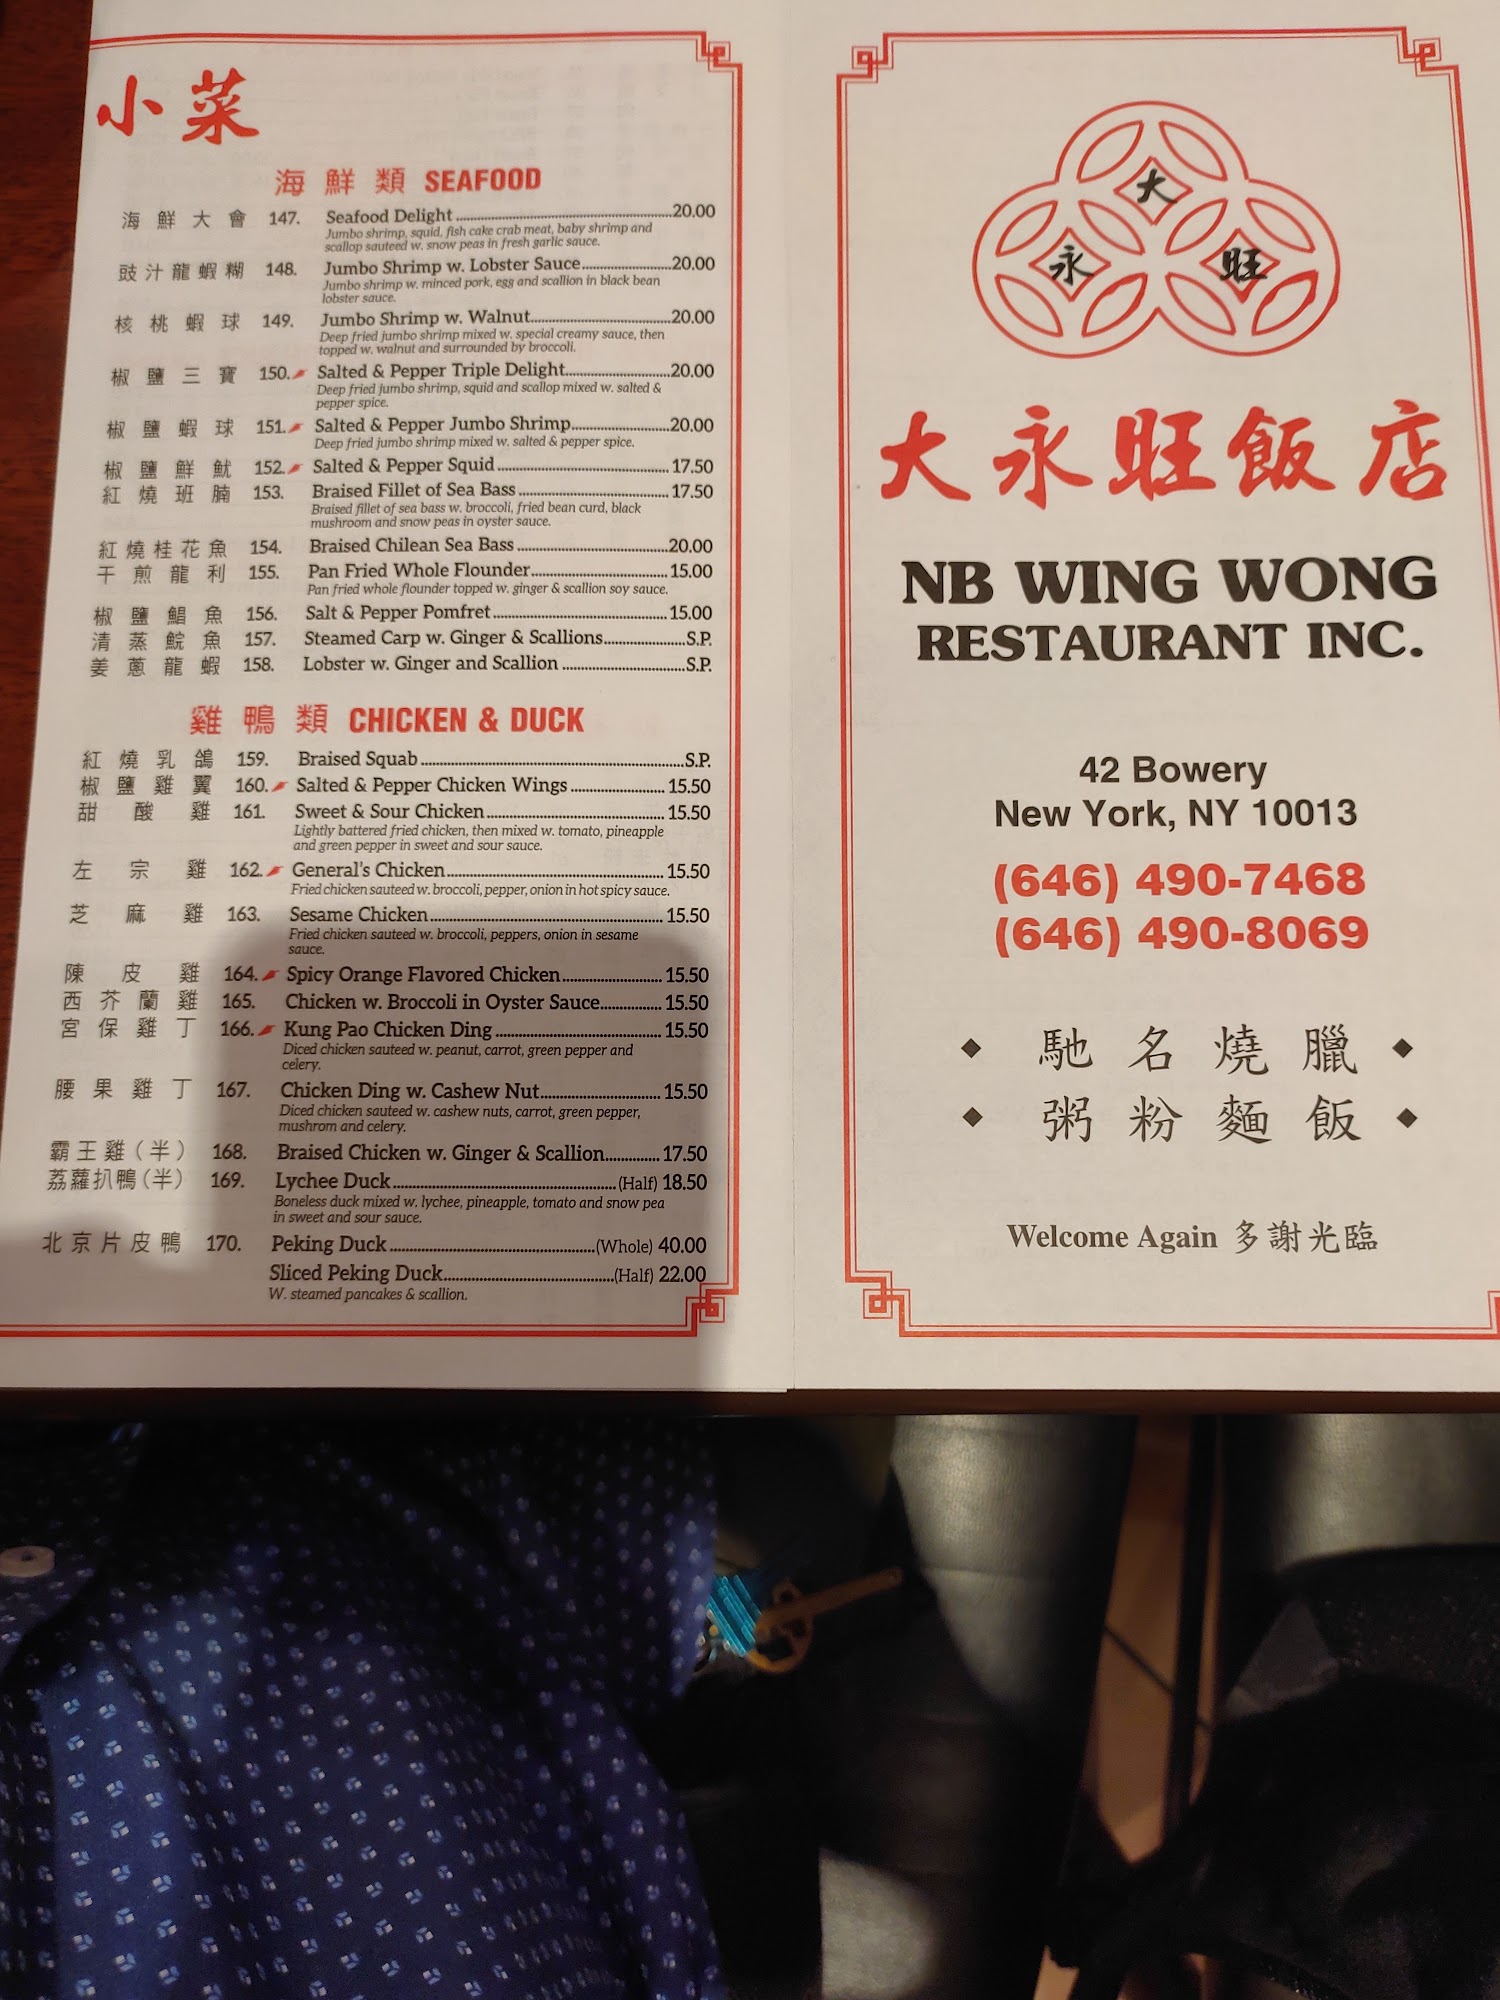 小菜
海鮮類 SEAFOOD
海鮮大會 147. Seafood Delight 20.00
Jumbo shrimp, squid, fish cake crab meat, baby shrimp and
scallop sauteed w. snow peas in fresh garlic sauce.
豉汁龍蝦糊 148. Jumbo Shrimp w. Lobster Sauce 20.00
Jumbo shrimp w. minced pork, egg and scallion in black bean
lobster sauce.
核桃蝦球 149. Jumbo Shrimp w. Walnut 20.00
Deep fried jumbo shrimp mixed w. special creamy sauce, then
topped w. walnut and surrounded by broccoli.
椒鹽三寶 150. Salted & Pepper Triple Delight 20.00
Deep fried jumbo shrimp, squid and scallop mixed w. salted &
pepper spice.
椒鹽蝦球 151. Salted & Pepper Jumbo Shrimp 20.00
Deep fried jumbo shrimp mixed w. salted & pepper spice.
椒鹽鮮魷 152. Salted & Pepper Squid 17.50
紅燒班腩 153. Braised Fillet of Sea Bass 17.50
Braised fillet of sea bass w. broccoli, fried bean curd, black
mushroom and snow peas in oyster sauce.
紅燒桂花魚 154. Braised Chilean Sea Bass 20.00
干煎龍利 155. Pan Fried Whole Flounder 15.00
Pan fried whole flounder topped w. ginger & scallion soy sauce.
椒鹽鯧魚 156. Salt & Pepper Pomfret 15.00
清蒸鯇魚 157. Steamed Carp w. Ginger & Scallions S.P.
姜蔥龍蝦 158. Lobster w. Ginger and Scallion S.P.
雞鴨類 CHICKEN & DUCK
紅燒乳鴿 159. Braised Squab S.P.
椒鹽雞翼 160. Salted & Pepper Chicken Wings 15.50
甜酸雞 161. Sweet & Sour Chicken 15.50
Lightly battered fried chicken, then mixed w. tomato, pineapple
and green pepper in sweet and sour sauce.
左宗雞 162. General's Chicken 15.50
Fried chicken sauteed w. broccoli, pepper, onion in hot spicy sauce.
芝麻雞 163. Sesame Chicken 15.50
Fried chicken sauteed w. broccoli, peppers, onion in sesame
sauce.
陳皮雞 164. Spicy Orange Flavored Chicken 15.50
西芥蘭雞 165. Chicken w. Broccoli in Oyster Sauce 15.50
宮保雞丁 166. Kung Pao Chicken Ding 15.50
Diced chicken sauteed w. peanut, carrot, green pepper and
celery.
腰果雞丁 167. Chicken Ding w. Cashew Nut 15.50
Diced chicken sauteed w. cashew nuts, carrot, green pepper,
mushrom and celery.
霸王雞(半) 168. Braised Chicken w. Ginger & Scallion 17.50
荔蘿扒鴨(半) 169. Lychee Duck (Half) 18.50
Boneless duck mixed w. lychee, pineapple, tomato and snow pea
in sweet and sour sauce.
北京片皮鴨 170. Peking Duck (Whole) 40.00
Sliced Peking Duck (Half) 22.00
W. steamed pancakes & scallion.
大
永 旺
大永旺飯店
NB WING WONG
RESTAURANT INC.
42 Bowery
New York, NY 10013
(646) 490-7468
(646) 490-8069
◆ 馳名燒臘 ◆
◆ 粥粉麵飯 ◆
Welcome Again 多謝光臨